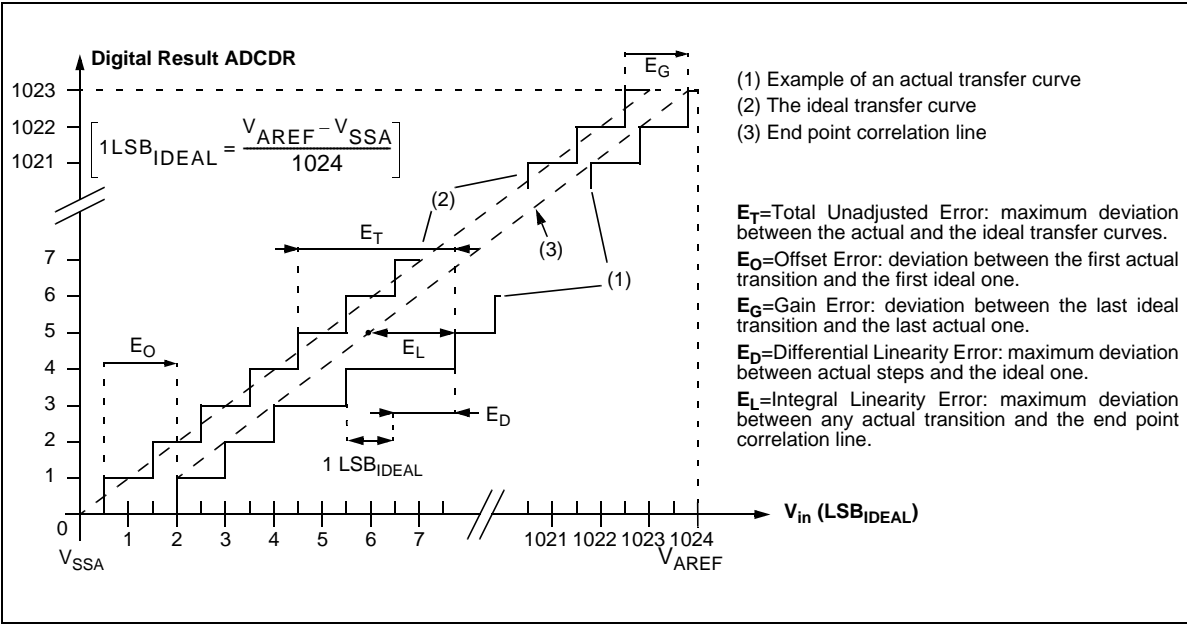 Digital Result ADCDR
E_G
1023
1022
1021
1LSB_IDEAL = (V_AREF – V_SSA) / 1024
(2)
E_T
(3)
7
6
(1)
5
E_O
E_L
4
3
E_D
2
1 LSB_IDEAL
1
0
1 2 3 4 5 6 7 1021 1022 1023 1024
V_in (LSB_IDEAL)
V_SSA
V_AREF
(1) Example of an actual transfer curve
(2) The ideal transfer curve
(3) End point correlation line
E_T=Total Unadjusted Error: maximum deviation
between the actual and the ideal transfer curves.
E_O=Offset Error: deviation between the first actual
transition and the first ideal one.
E_G=Gain Error: deviation between the last ideal
transition and the last actual one.
E_D=Differential Linearity Error: maximum deviation
between actual steps and the ideal one.
E_L=Integral Linearity Error: maximum deviation
between any actual transition and the end point
correlation line.